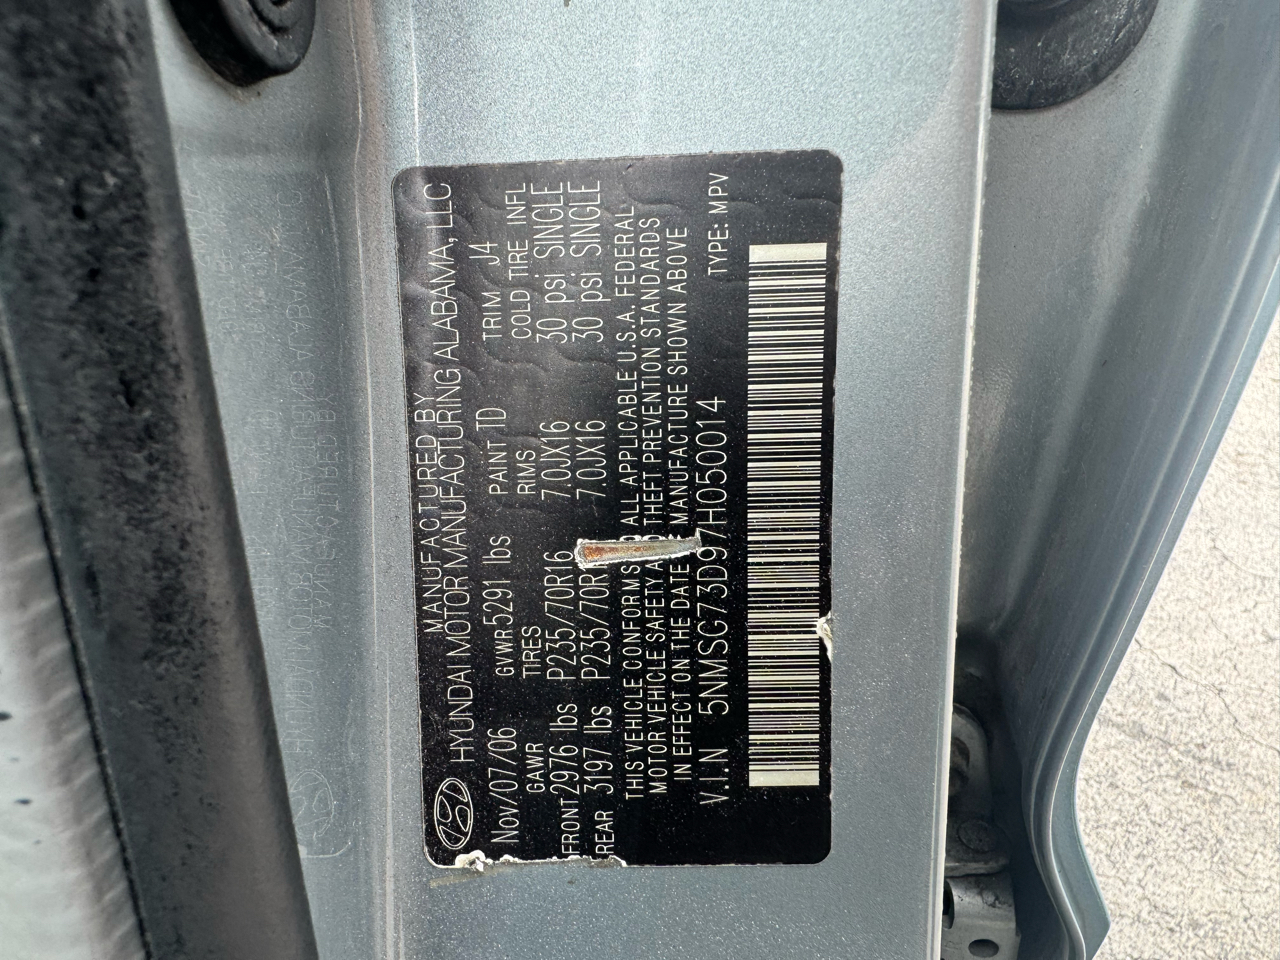 MANUFACTURED BY
HYUNDAI MOTOR MANUFACTURING ALABAMA, LLC
Nov/07/06 GVWR 5291 lbs PAINT TD TRIM J4
GAWR TIRES RIMS COLD TIRE INFL
FRONT 2976 lbs P235/70R16 7.0JX16 30 psi SINGLE
REAR 3197 lbs P235/70R1 7.0JX16 30 psi SINGLE
THIS VEHICLE CONFORMS ALL APPLICABLE U.S.A. FEDERAL
MOTOR VEHICLE SAFETY THEFT PREVENTION STANDARDS
IN EFFECT ON THE DATE MANUFACTURE SHOWN ABOVE
V.I.N 5NMSG73D97H050014 TYPE: MPV